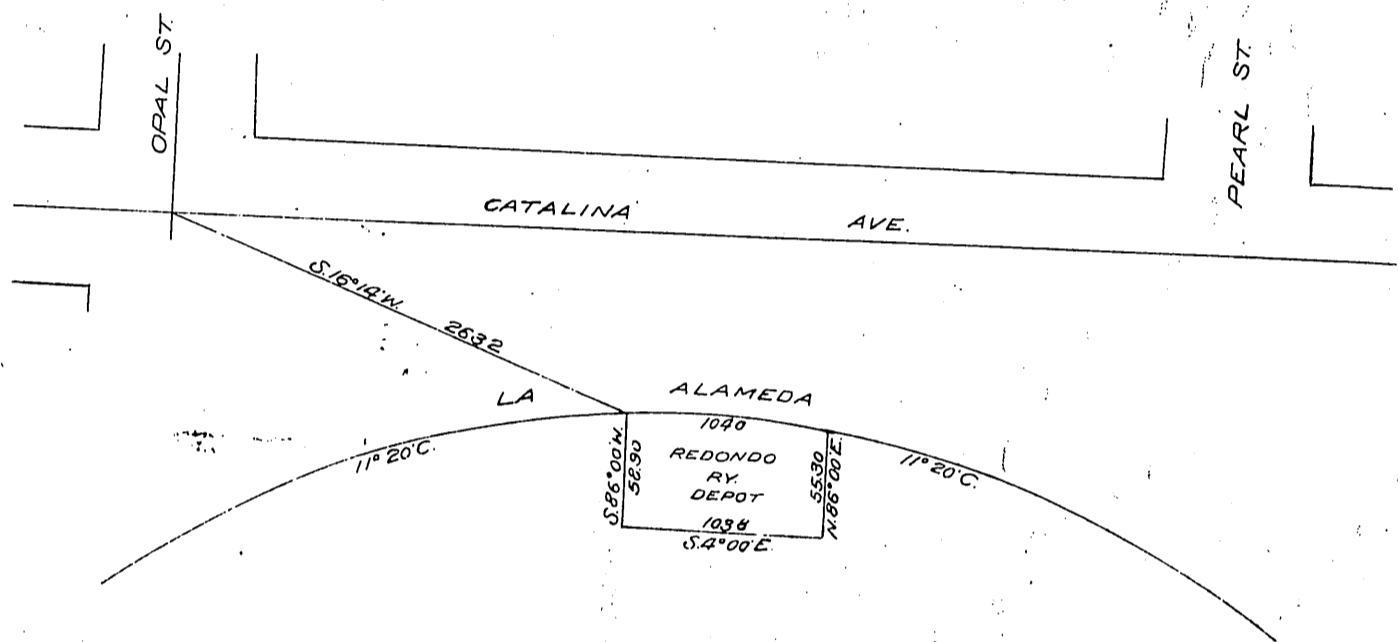 OPAL ST.
PEARL ST.
CATALINA AVE.
S.16°14'W. 2632
LA ALAMEDA
11°20'C.
1040
11°20'C.
REDONDO
RY.
DEPOT
S.86°00'W.
58.90
55.30
N.86°00'E.
1038
S.4°00'E.